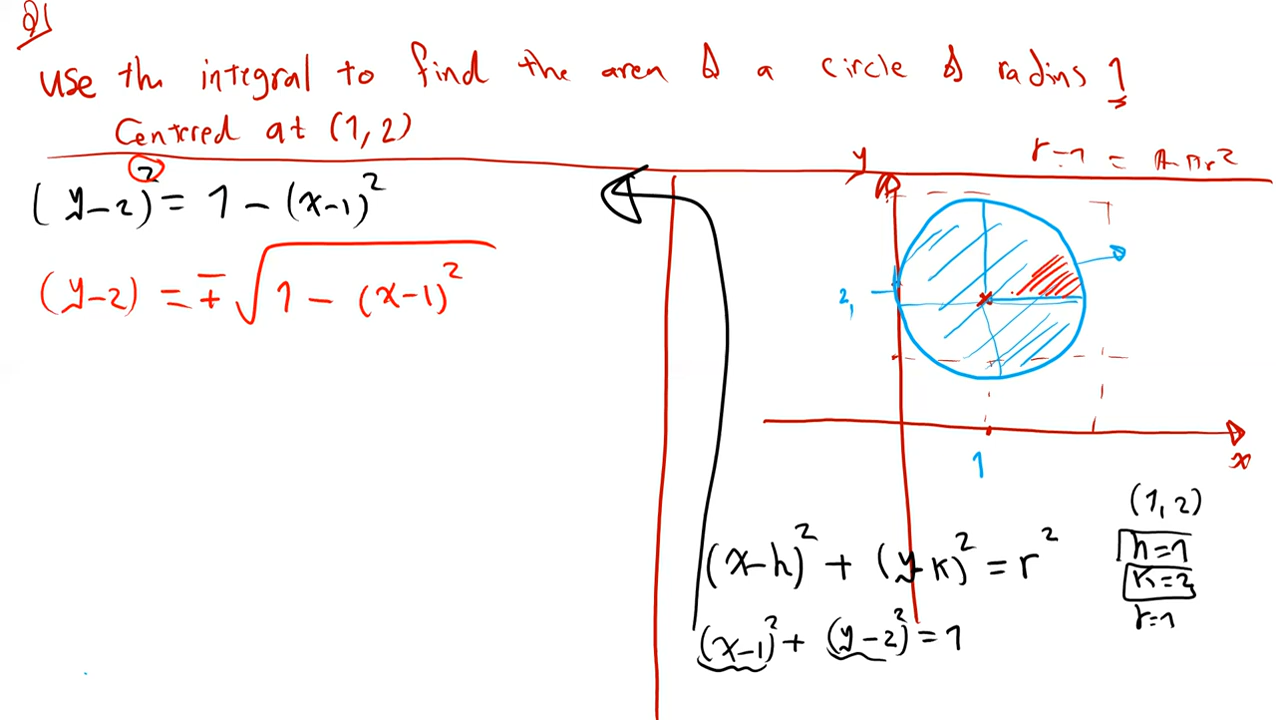 Q1
Use the integral to find the area of a circle of radius 1
Centered at (1, 2)
r = 1 = A = πr²
(y-2)² = 1 - (x-1)²
(y-2) = ∓ √(1 - (x-1)²)
y
2,
1
x
(1, 2)
h=1
k=2
r=1
(x-h)² + (y-k)² = r²
(x-1)² + (y-2)² = 1